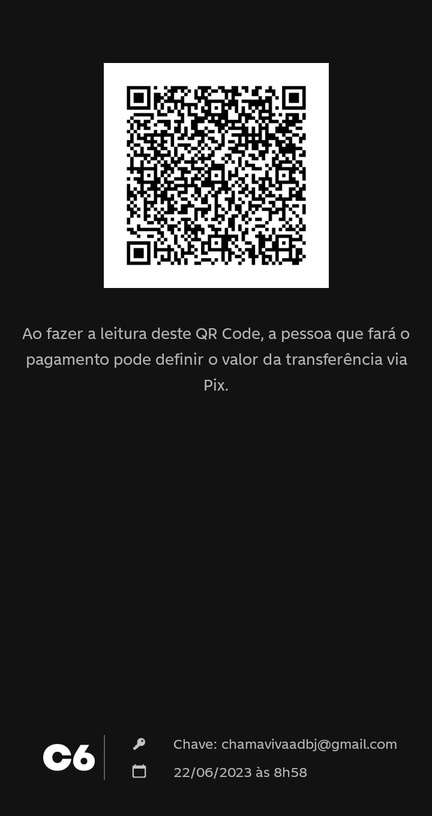 Ao fazer a leitura deste QR Code, a pessoa que fará o
pagamento pode definir o valor da transferência via
Pix.
C6
Chave: chamavivaadbj@gmail.com
22/06/2023 às 8h58